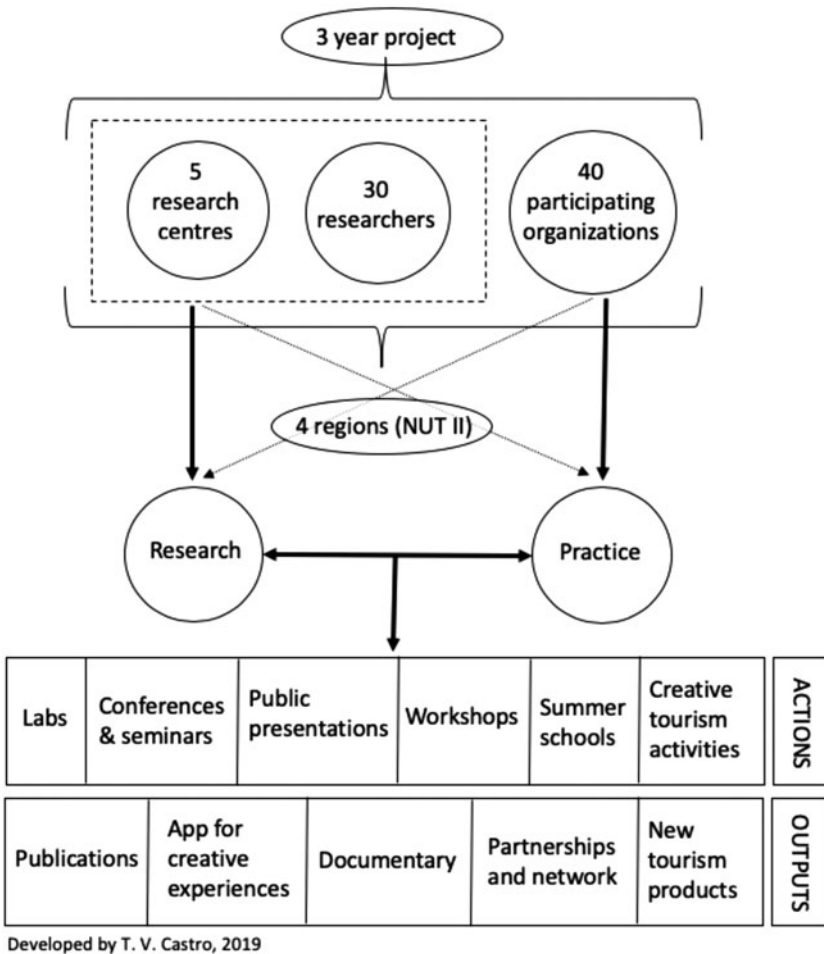 3 year project
5
research
centres
30
researchers
40
participating
organizations
4 regions (NUT II)
Research
Practice
Labs
Conferences
& seminars
Public
presentations
Workshops
Summer
schools
Creative
tourism
activities
ACTIONS
Publications
App for
creative
experiences
Documentary
Partnerships
and network
New
tourism
products
OUTPUTS
Developed by T. V. Castro, 2019